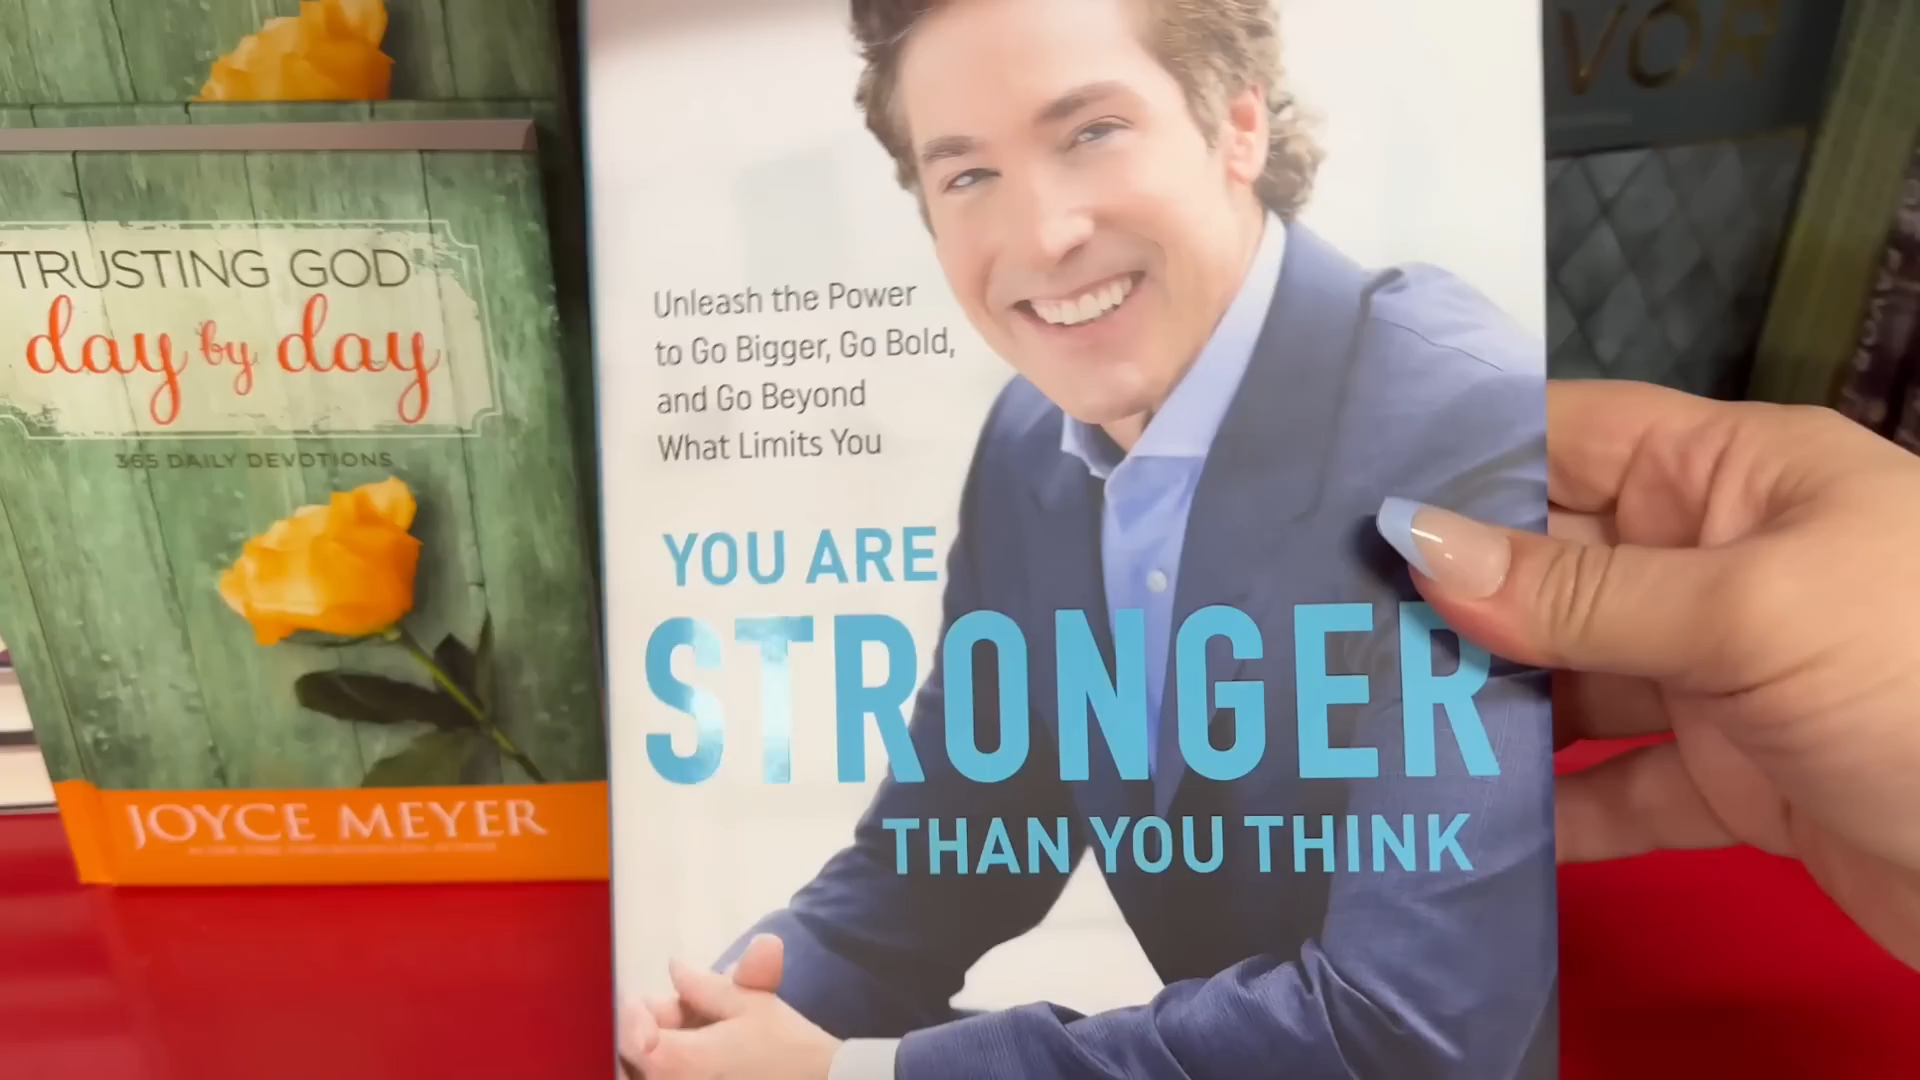 TRUSTING GOD
day by day
365 DAILY DEVOTIONS
JOYCE MEYER
Unleash the Power
to Go Bigger, Go Bold,
and Go Beyond
What Limits You
YOU ARE
STRONGER
THAN YOU THINK
VOR